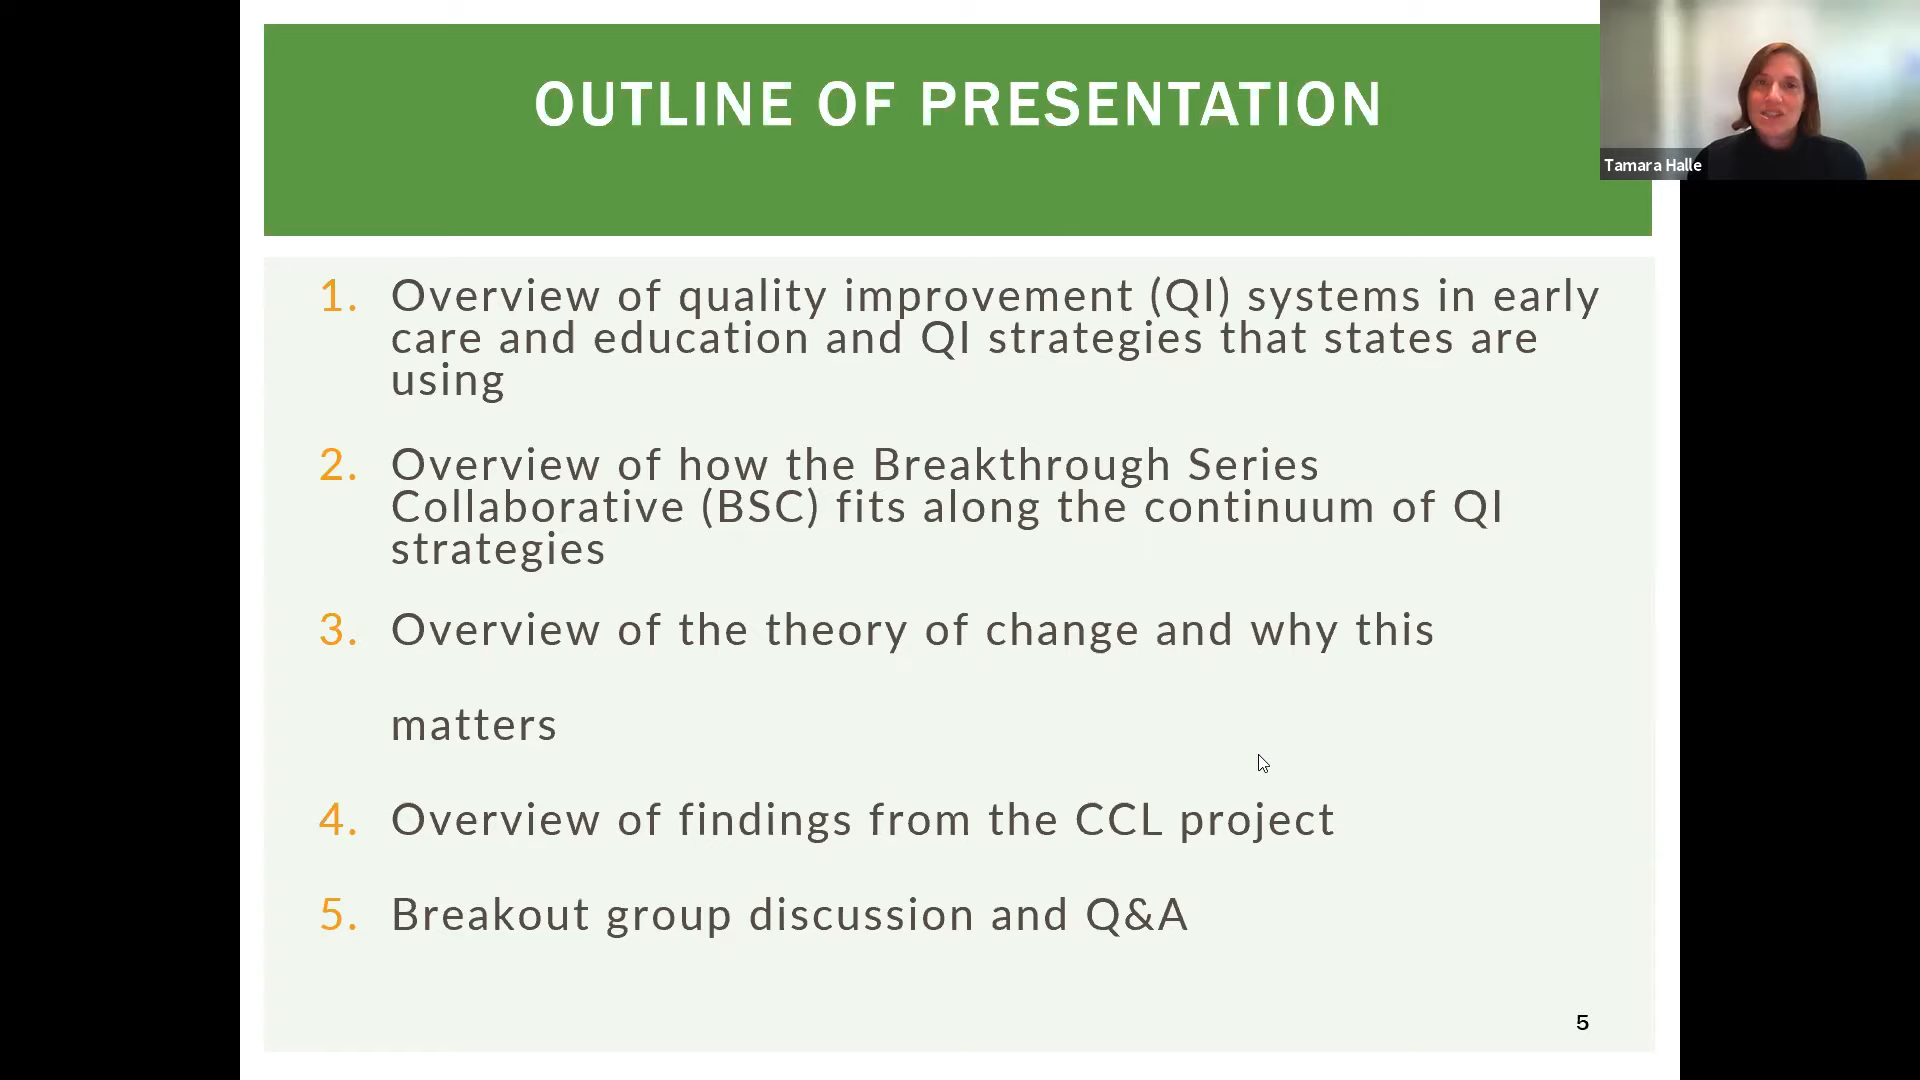 OUTLINE OF PRESENTATION
Tamara Halle
1. Overview of quality improvement (QI) systems in early
care and education and QI strategies that states are
using
2. Overview of how the Breakthrough Series
Collaborative (BSC) fits along the continuum of QI
strategies
3. Overview of the theory of change and why this
matters
4. Overview of findings from the CCL project
5. Breakout group discussion and Q&A
5